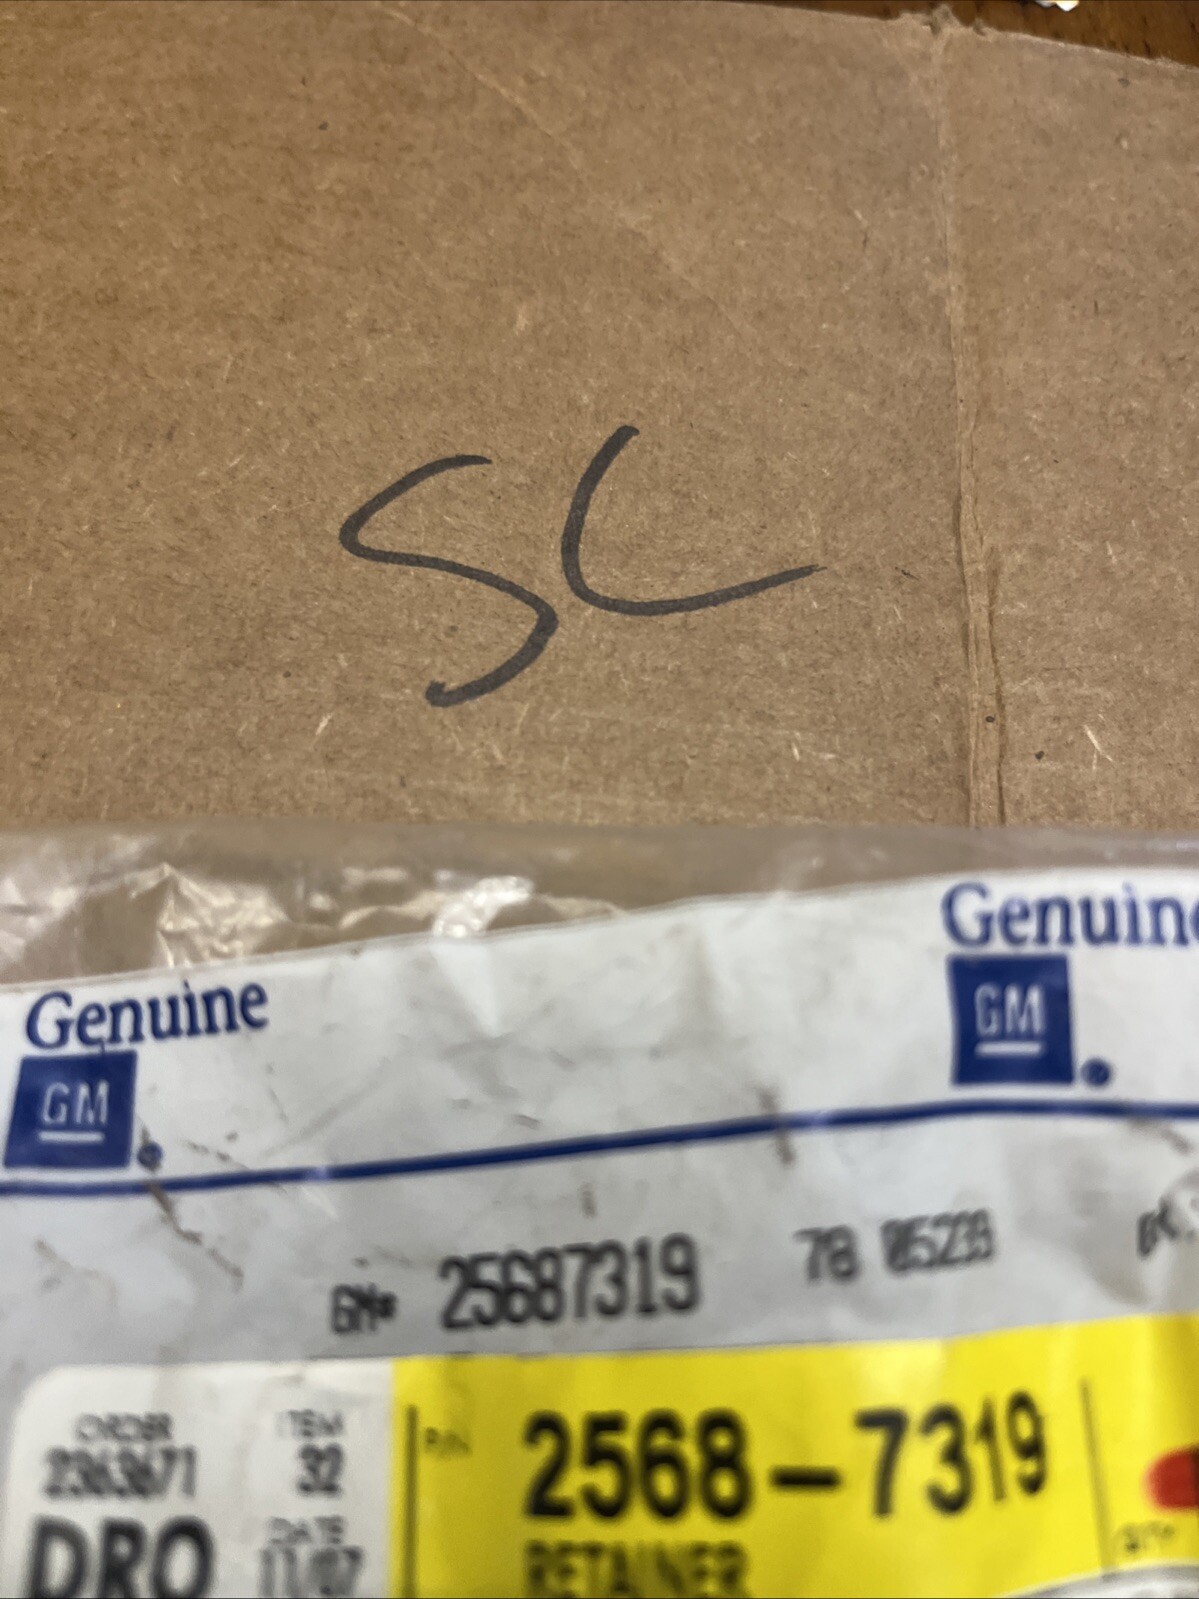 SL
Genuine
GM
Genuine
GM
GM# 25687319 78 05239
ORDER
2363671
ITEM
32
P/N
2568-7319
DRO
DATE
11/07
RETAINER
QTY